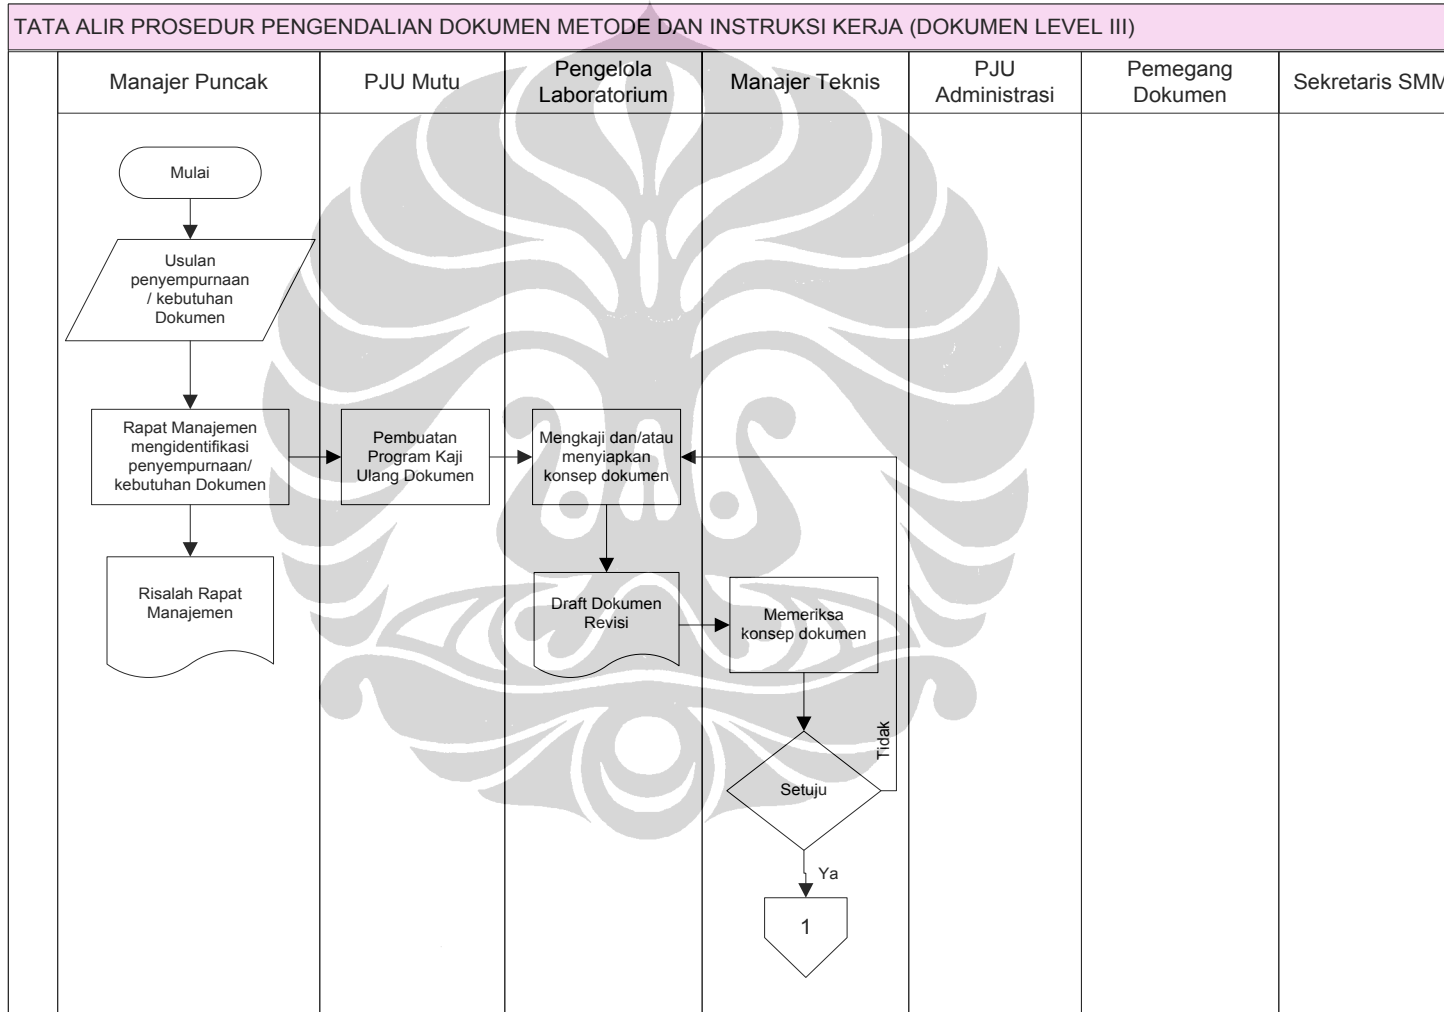 TATA ALIR PROSEDUR PENGENDALIAN DOKUMEN METODE DAN INSTRUKSI KERJA (DOKUMEN LEVEL III)
Manajer Puncak
PJU Mutu
Pengelola
Laboratorium
Manajer Teknis
PJU
Administrasi
Pemegang
Dokumen
Sekretaris SMM
Mulai
Usulan
penyempurnaan
/ kebutuhan
Dokumen
Rapat Manajemen
mengidentifikasi
penyempurnaan/
kebutuhan Dokumen
Pembuatan
Program Kaji
Ulang Dokumen
Mengkaji dan/atau
menyiapkan
konsep dokumen
Risalah Rapat
Manajemen
Draft Dokumen
Revisi
Memeriksa
konsep dokumen
Tidak
Setuju
Ya
1